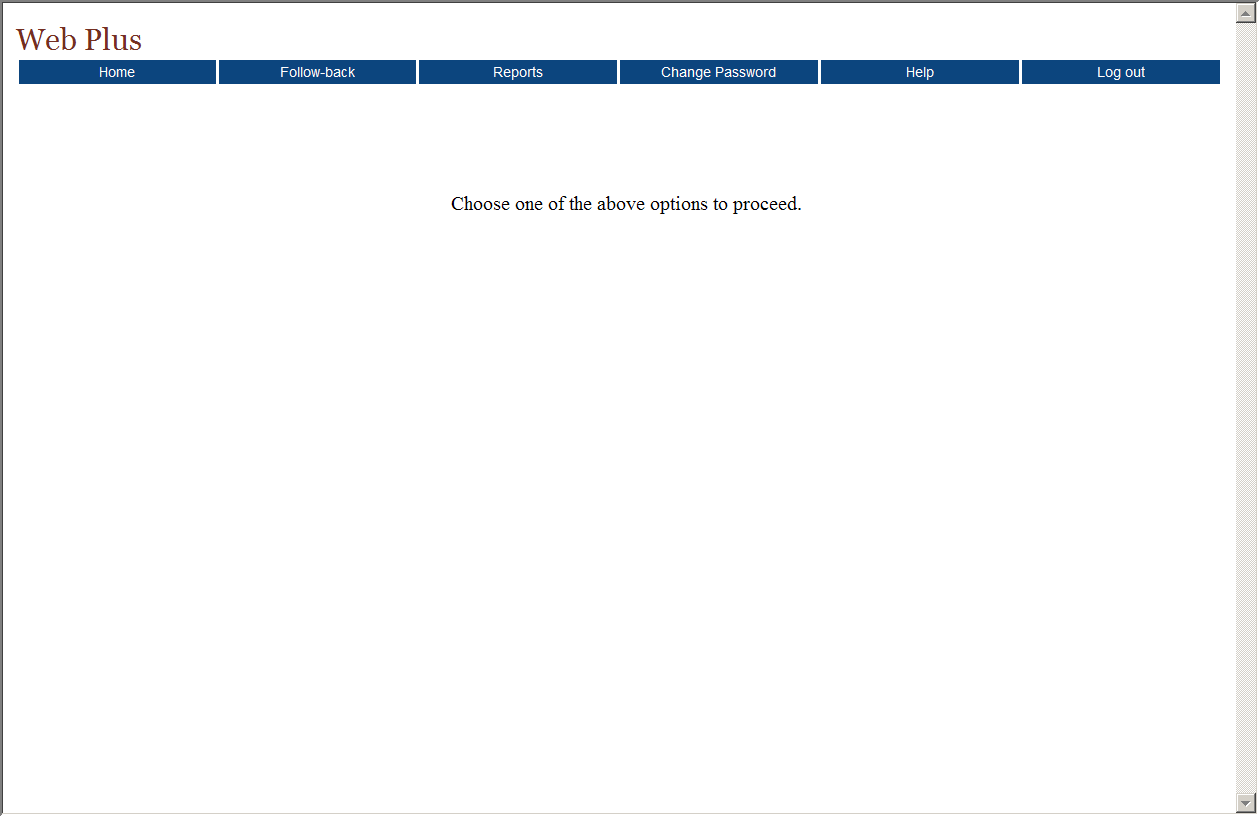 Web Plus
Home Follow-back Reports Change Password Help Log out
Choose one of the above options to proceed.